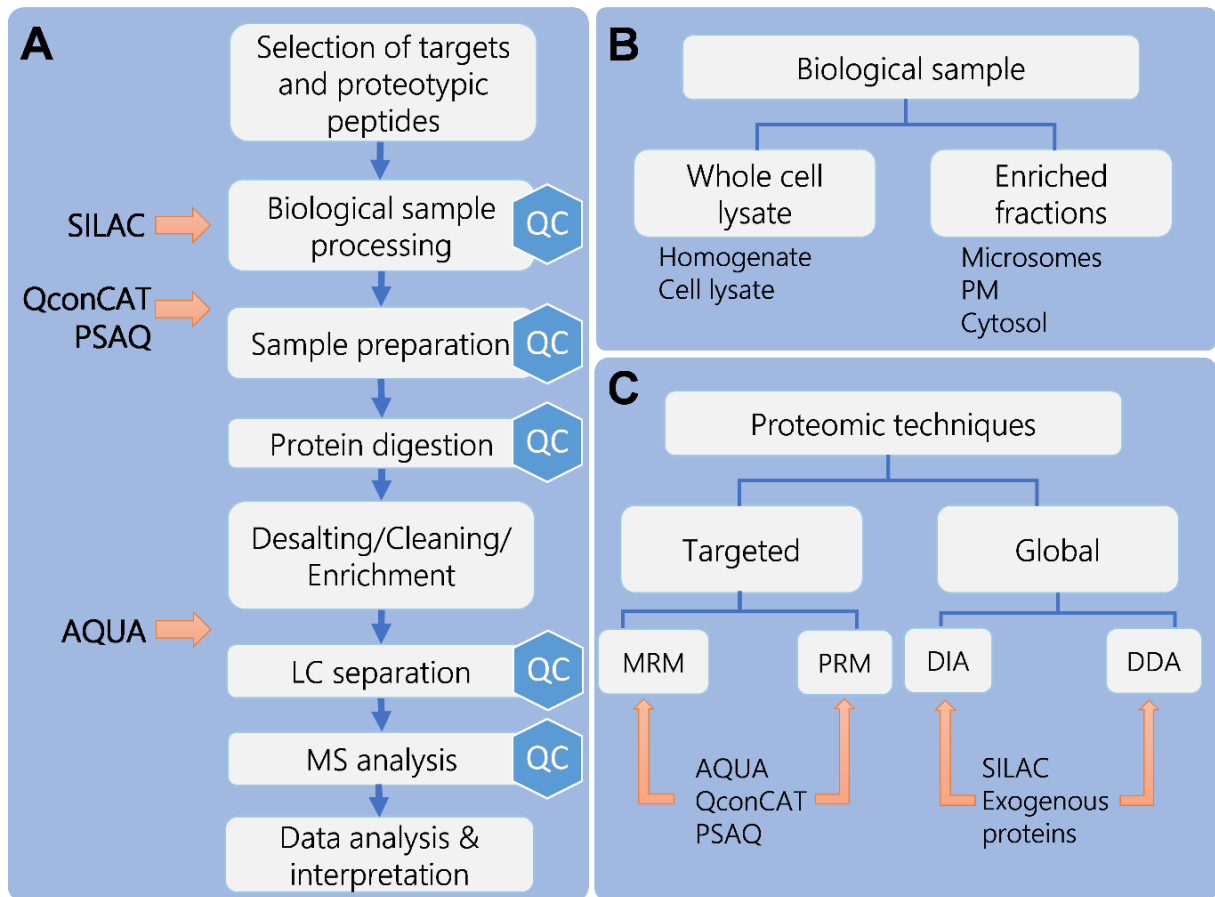 A
Selection of targets
and proteotypic
peptides
SILAC
Biological sample
processing
QC
QconCAT
PSAQ
Sample preparation
QC
Protein digestion
QC
Desalting/Cleaning/
Enrichment
AQUA
LC separation
QC
MS analysis
QC
Data analysis &
interpretation
B
Biological sample
Whole cell
lysate
Homogenate
Cell lysate
Enriched
fractions
Microsomes
PM
Cytosol
C
Proteomic techniques
Targeted
Global
MRM
PRM
DIA
DDA
AQUA
QconCAT
PSAQ
SILAC
Exogenous
proteins